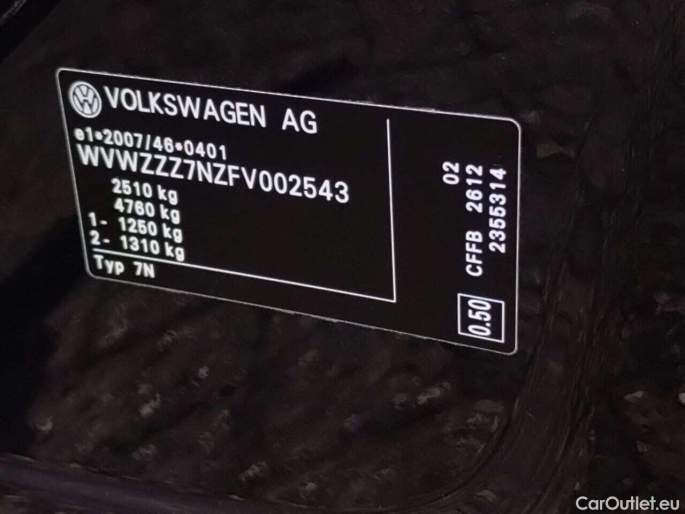 VOLKSWAGEN AG
e1*2007/46*0401
WVWZZZ7NZFV002543
2510 kg
4760 kg
1- 1250 kg
2- 1310 kg
Typ 7N
02
CFFB 2612
2355314
0.50
CarOutlet.eu